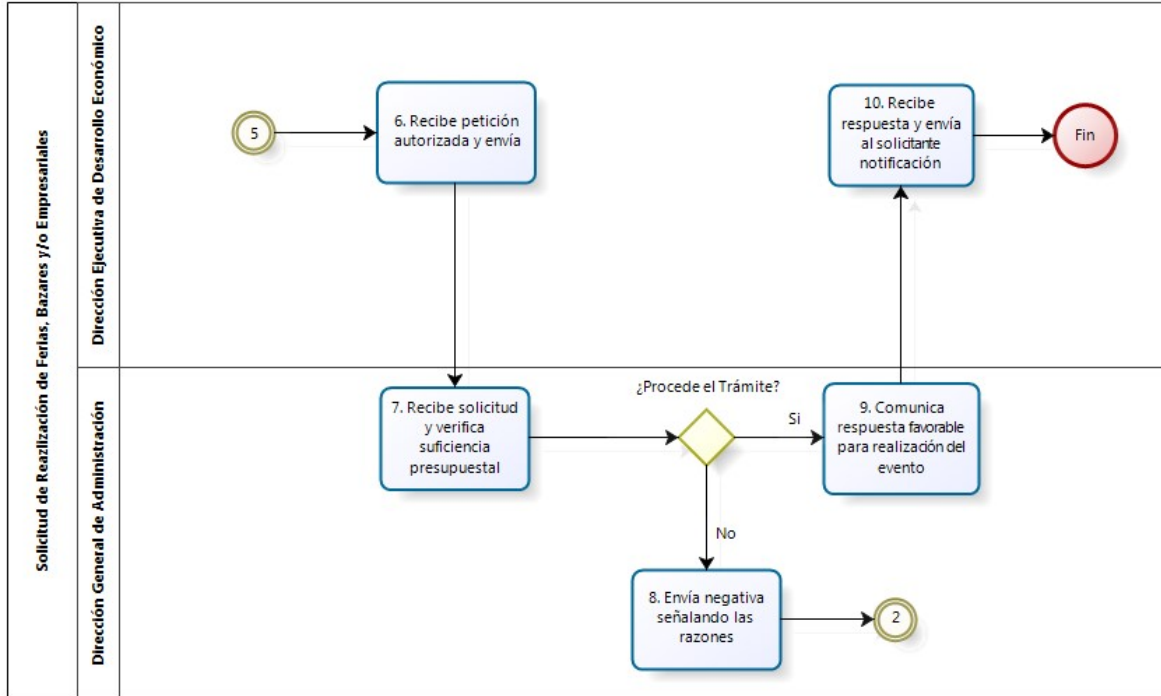 Solicitud de Reazlización de Ferias, Bazares y/o Empresariales
Dirección Ejecutiva de Desarrollo Económico
5
6. Recibe petición
autorizada y envía
10. Recibe
respuesta y envía
al solicitante
notificación
Fin
Dirección General de Administración
7. Recibe solicitud
y verifica
suficiencia
presupuestal
¿Procede el Trámite?
Si
9. Comunica
respuesta favorable
para realización del
evento
No
8. Envía negativa
señalando las
razones
2